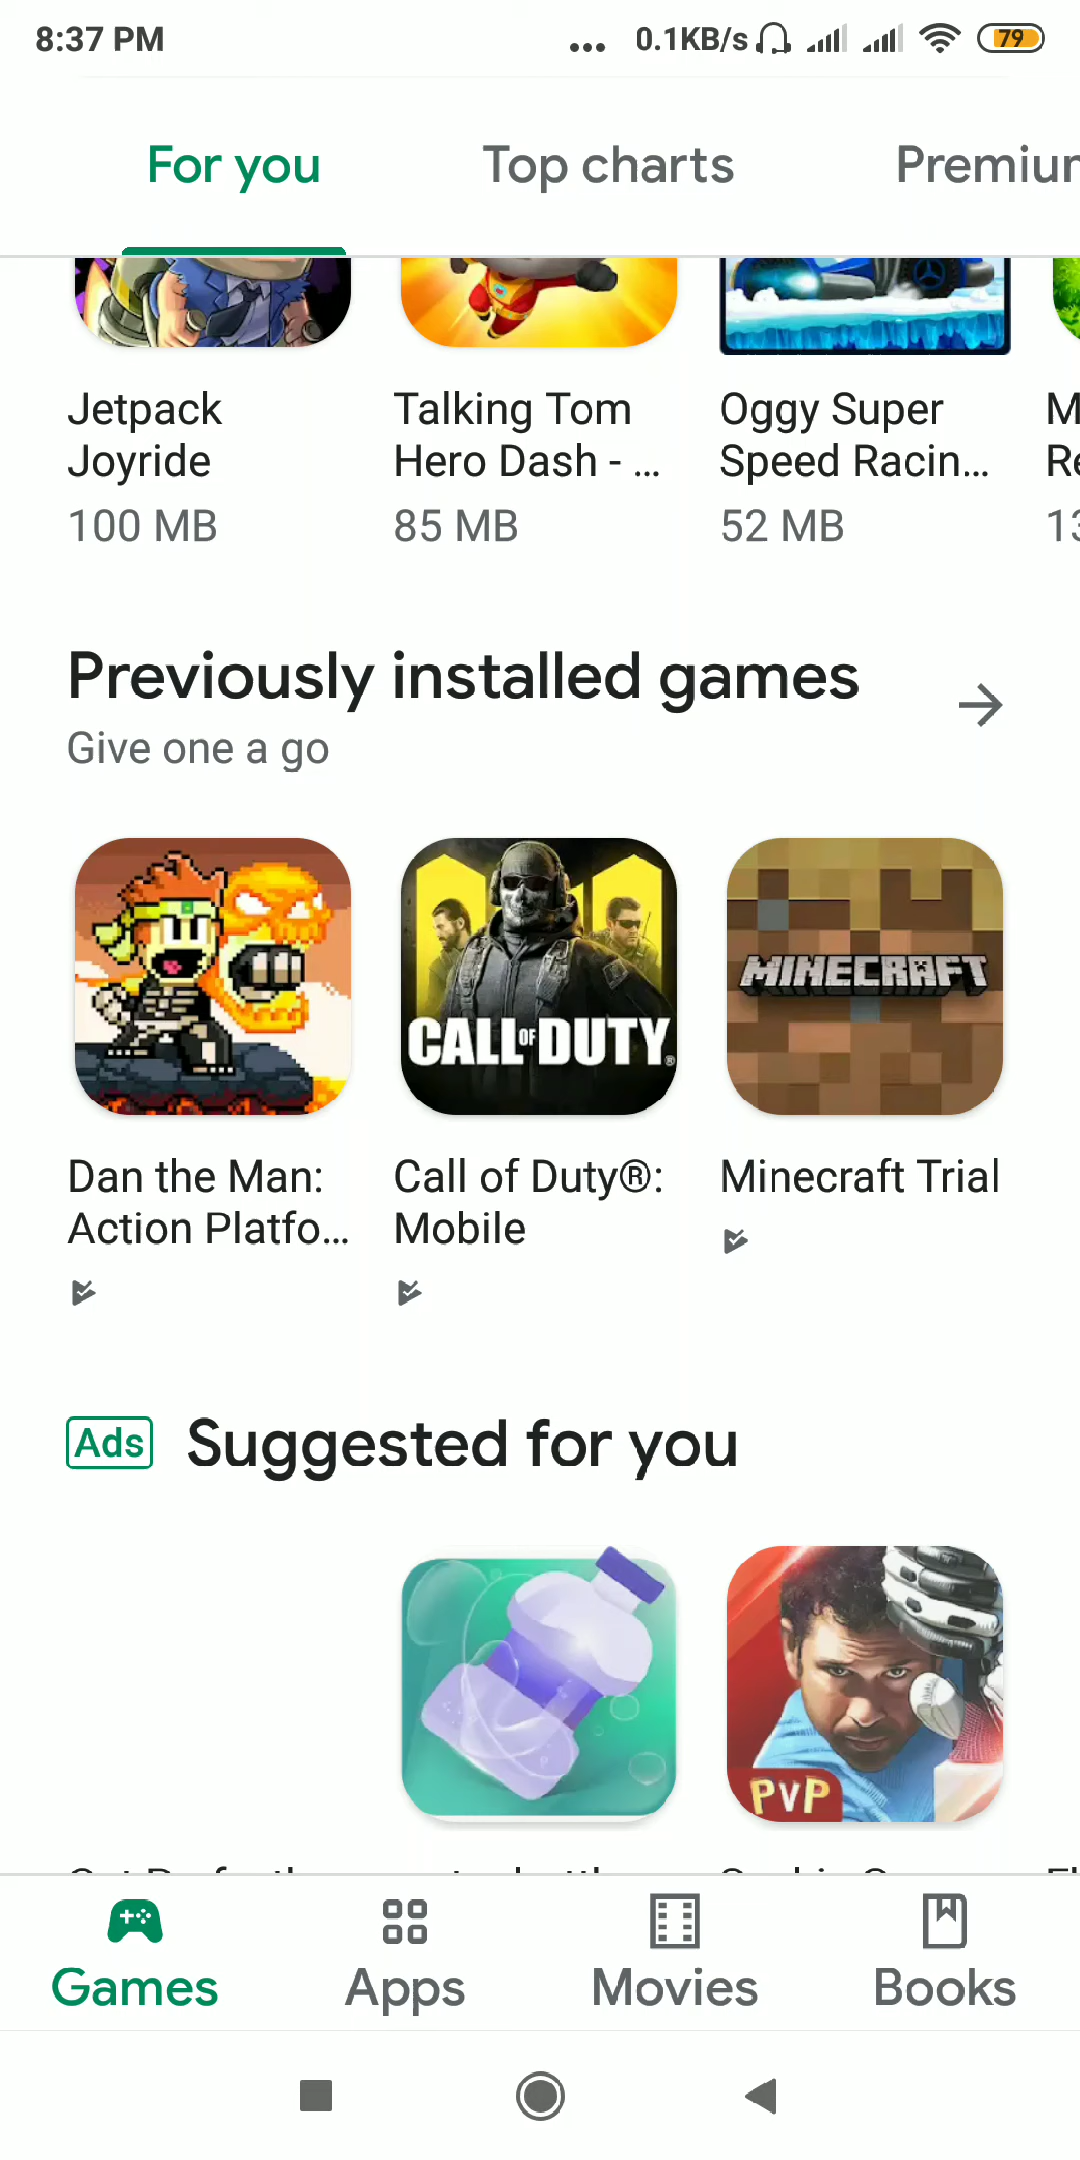 8:37 PM ... 0.1KB/s 79
For you Top charts Premiur
Jetpack Joyride
100 MB
Talking Tom Hero Dash - ...
85 MB
Oggy Super Speed Racin...
52 MB
Previously installed games
Give one a go
CALL OF DUTY®
MINECRAFT
Dan the Man: Action Platfo...
Call of Duty®: Mobile
Minecraft Trial
Ads Suggested for you
PVP
Games Apps Movies Books